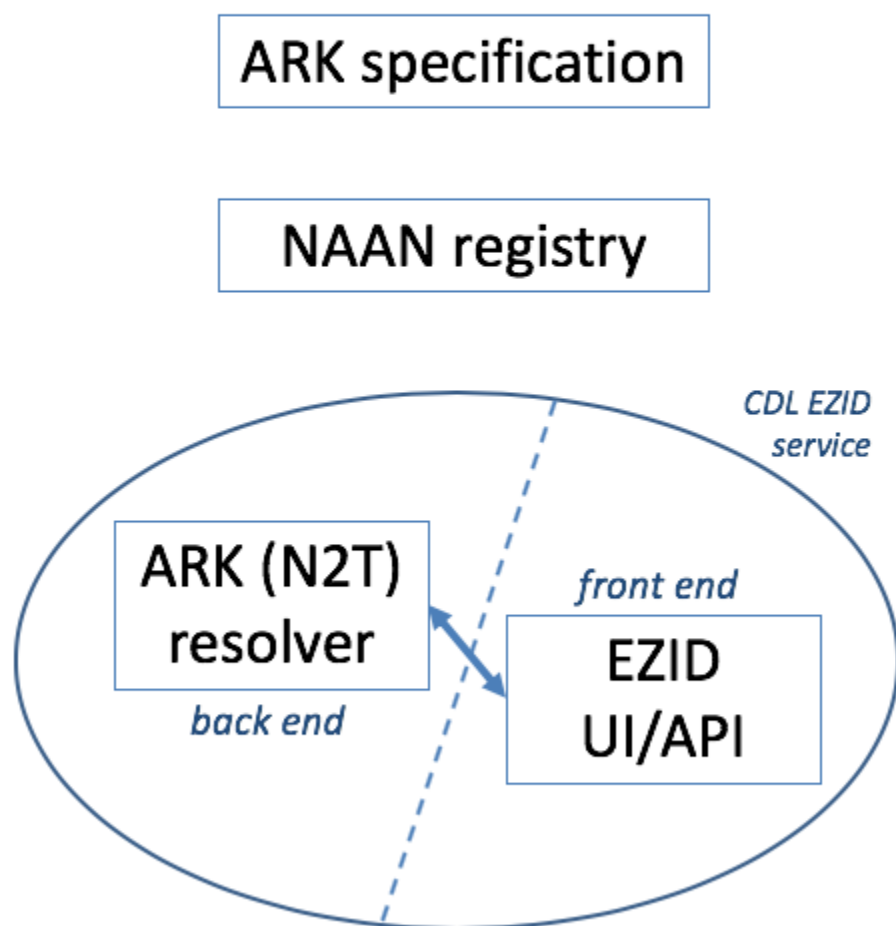 ARK specification
NAAN registry
CDL EZID
service
ARK (N2T)
resolver
back end
front end
EZID
UI/API